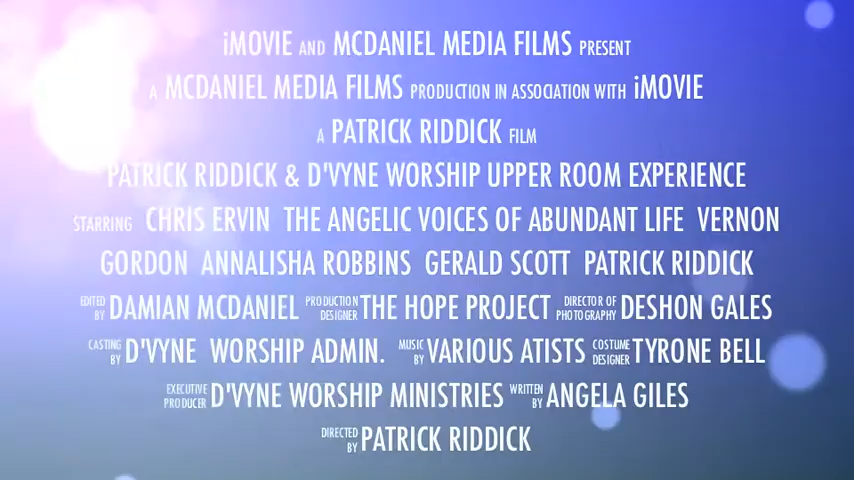 iMOVIE AND MCDANIEL MEDIA FILMS PRESENT
A MCDANIEL MEDIA FILMS PRODUCTION IN ASSOCIATION WITH iMOVIE
A PATRICK RIDDICK FILM
PATRICK RIDDICK & D'VYNE WORSHIP UPPER ROOM EXPERIENCE
STARRING CHRIS ERVIN THE ANGELIC VOICES OF ABUNDANT LIFE VERNON
GORDON ANNALISHA ROBBINS GERALD SCOTT PATRICK RIDDICK
EDITED BY DAMIAN MCDANIEL PRODUCTION DESIGNER THE HOPE PROJECT DIRECTOR OF PHOTOGRAPHY DESHON GALES
CASTING BY D'VYNE WORSHIP ADMIN. MUSIC BY VARIOUS ATISTS COSTUME DESIGNER TYRONE BELL
EXECUTIVE PRODUCER D'VYNE WORSHIP MINISTRIES WRITTEN BY ANGELA GILES
DIRECTED BY PATRICK RIDDICK